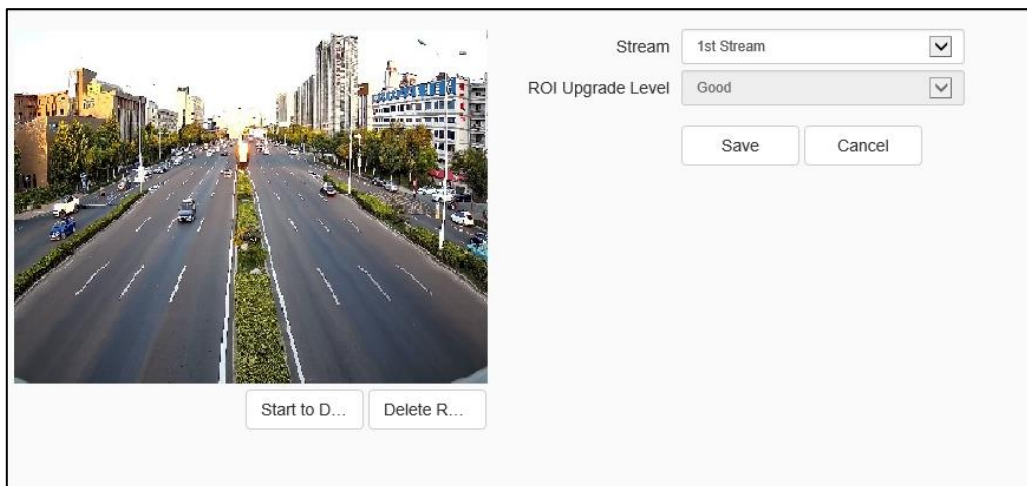 Stream 1st Stream
ROI Upgrade Level Good
Save Cancel
Start to D... Delete R...